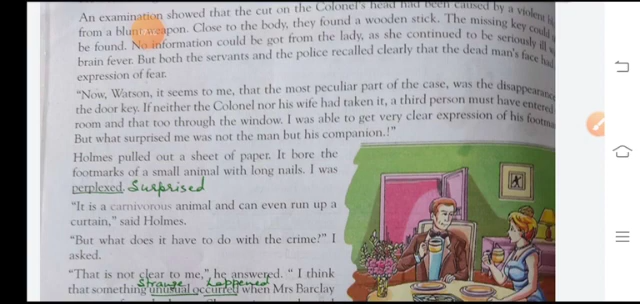 An examination showed that the cut on the Colonel's head had been caused by a violent
from a blunt weapon. Close to the body, they found a wooden stick. The missing key could
be found. No information could be got from the lady, as she continued to be seriously ill
brain fever. But both the servants and the police recalled clearly that the dead man's face had
expression of fear.
"Now, Watson, it seems to me, that the most peculiar part of the case, was the disappearance
the door key. If neither the Colonel nor his wife had taken it, a third person must have entered
room and that too through the window. I was able to get very clear expression of his
But what surprised me was not the man but his companion.!"
Holmes pulled out a sheet of paper. It bore the
footmarks of a small animal with long nails. I was
perplexed. Surprised
"It is a carnivorous animal and can even run up a
curtain," said Holmes.
"But what does it have to do with the crime?" I
asked.
"That is not clear to me," he answered. " I think
strange happened
that something unusual occurred when Mrs Barclay